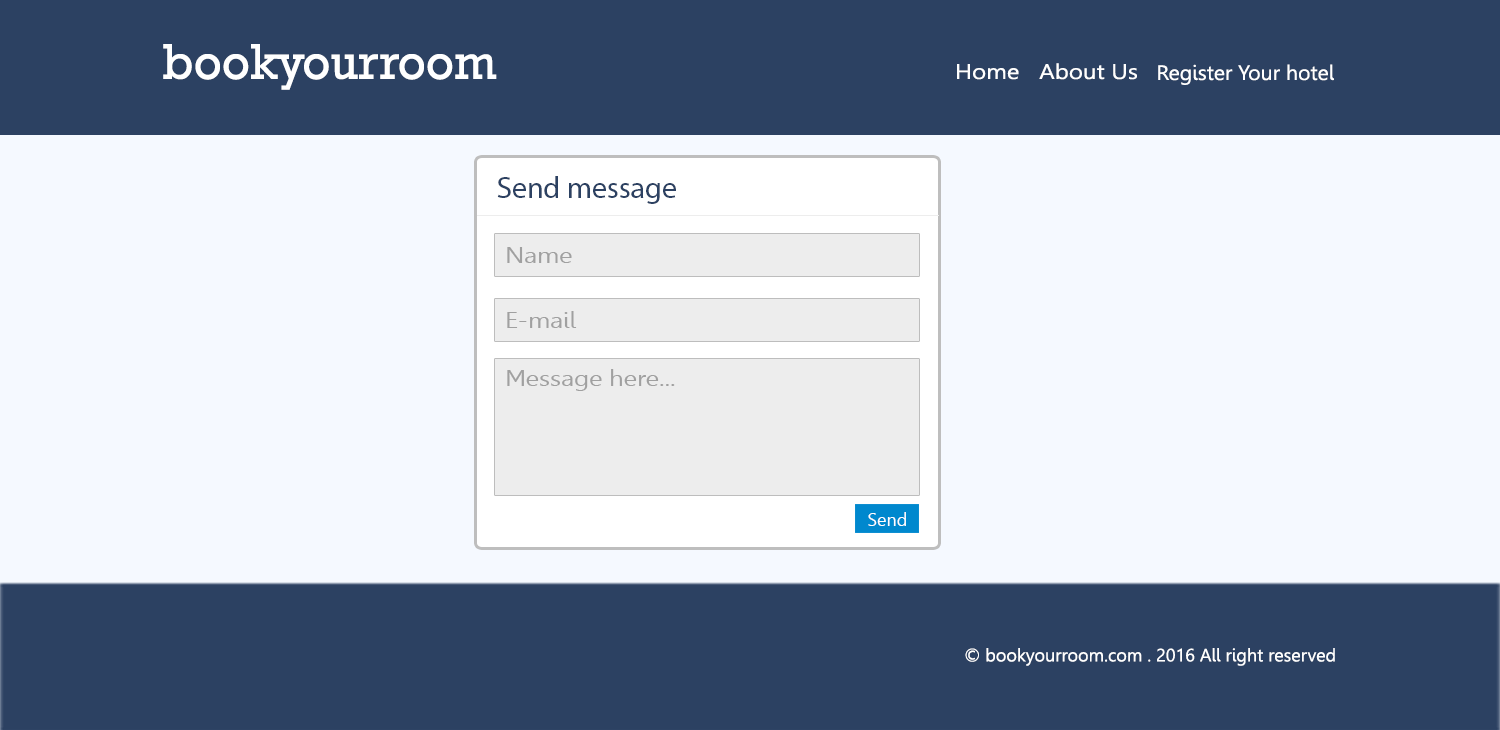 bookyourroom
Home About Us Register Your hotel
Send message
Name
E-mail
Message here...
Send
© bookyourroom.com . 2016 All right reserved